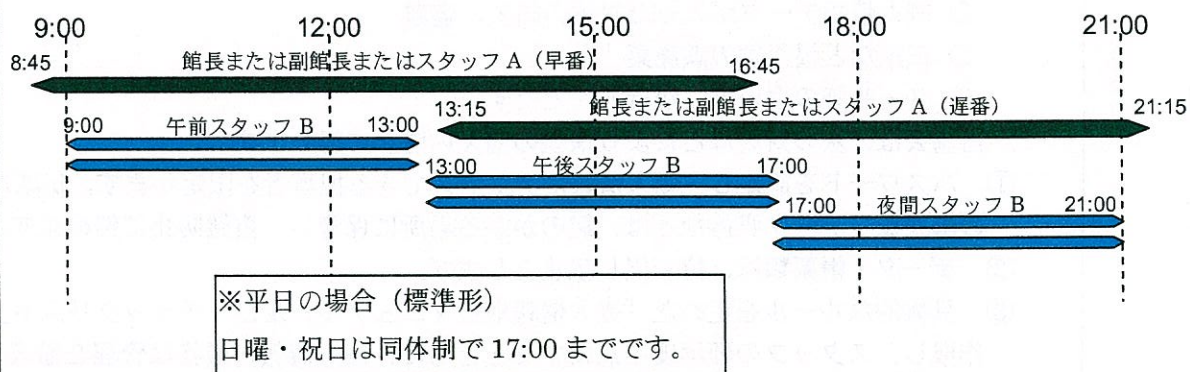 9:00 12:00 15:00 18:00 21:00
8:45 館長または副館長またはスタッフA（早番） 16:45
13:15 館長または副館長またはスタッフA（遅番） 21:15
9:00 午前スタッフB 13:00
13:00 午後スタッフB 17:00
17:00 夜間スタッフB 21:00
※平日の場合（標準形）
日曜・祝日は同体制で17:00までです。